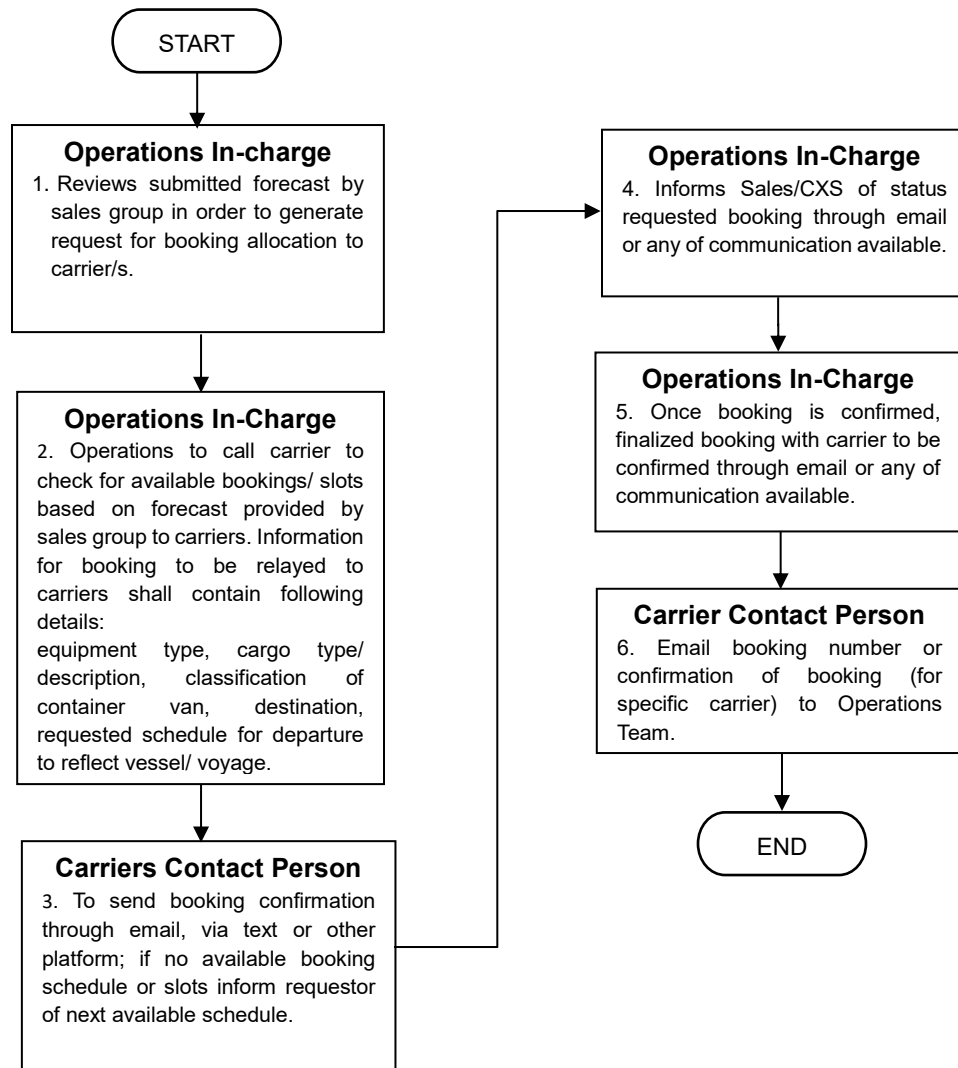 START
Operations In-charge
1. Reviews submitted forecast by
sales group in order to generate
request for booking allocation to
carrier/s.
Operations In-Charge
2. Operations to call carrier to
check for available bookings/ slots
based on forecast provided by
sales group to carriers. Information
for booking to be relayed to
carriers shall contain following
details:
equipment type, cargo type/
description, classification of
container van, destination,
requested schedule for departure
to reflect vessel/ voyage.
Carriers Contact Person
3. To send booking confirmation
through email, via text or other
platform; if no available booking
schedule or slots inform requestor
of next available schedule.
Operations In-Charge
4. Informs Sales/CXS of status
requested booking through email
or any of communication available.
Operations In-Charge
5. Once booking is confirmed,
finalized booking with carrier to be
confirmed through email or any of
communication available.
Carrier Contact Person
6. Email booking number or
confirmation of booking (for
specific carrier) to Operations
Team.
END